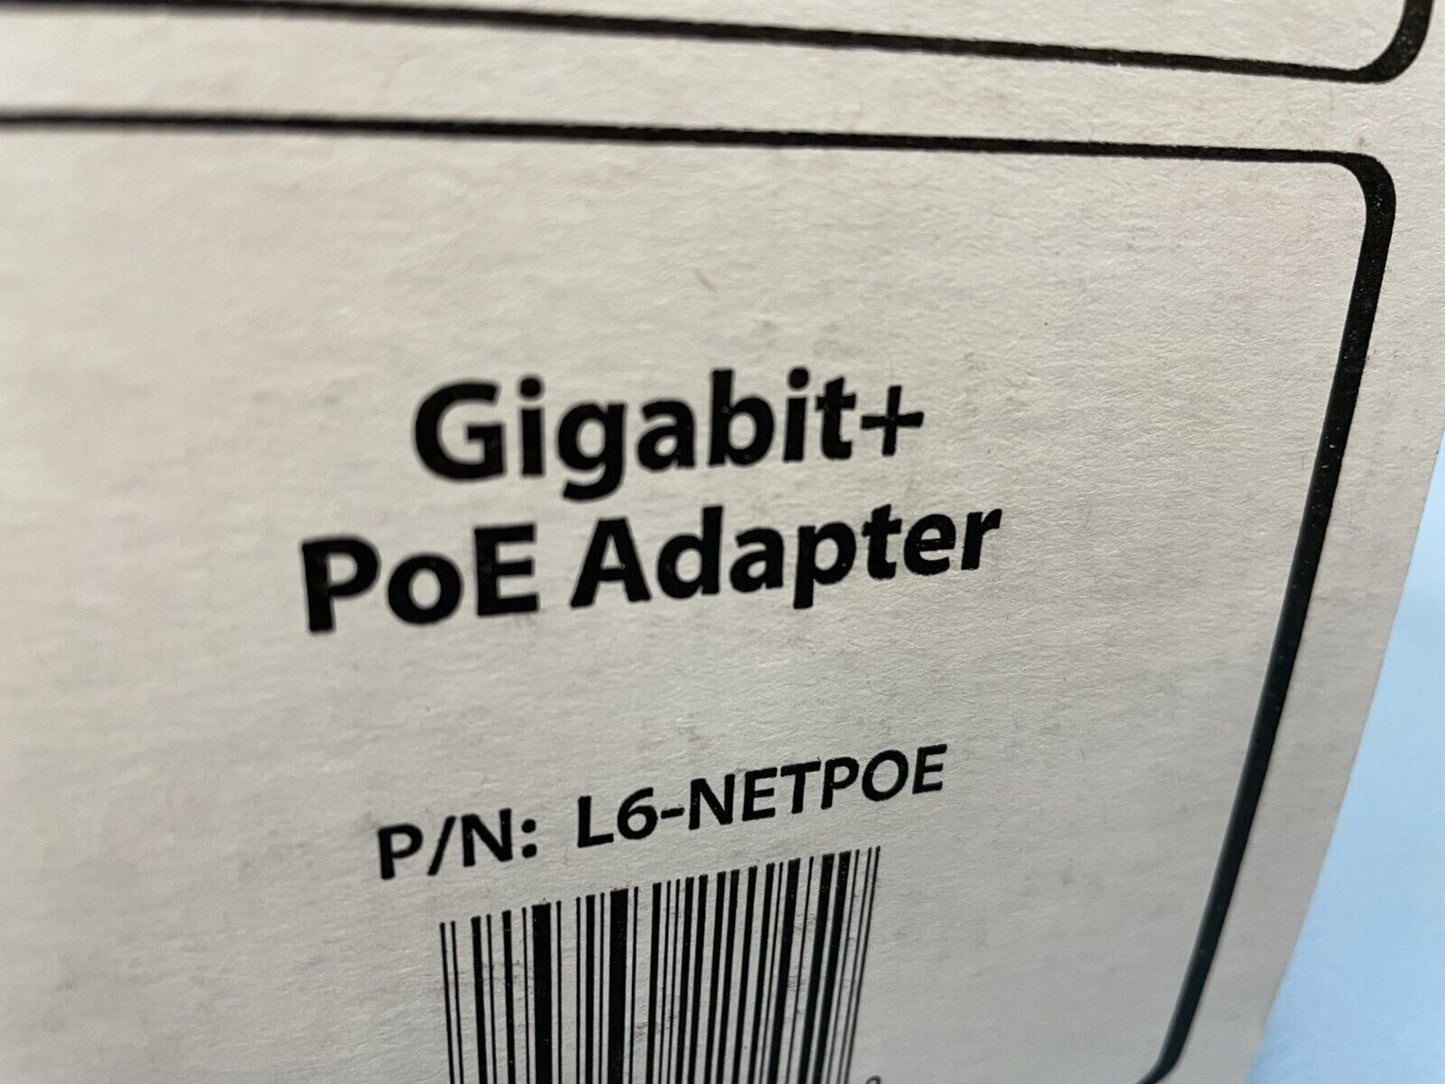 Gigabit+
PoE Adapter
P/N: L6-NETPOE